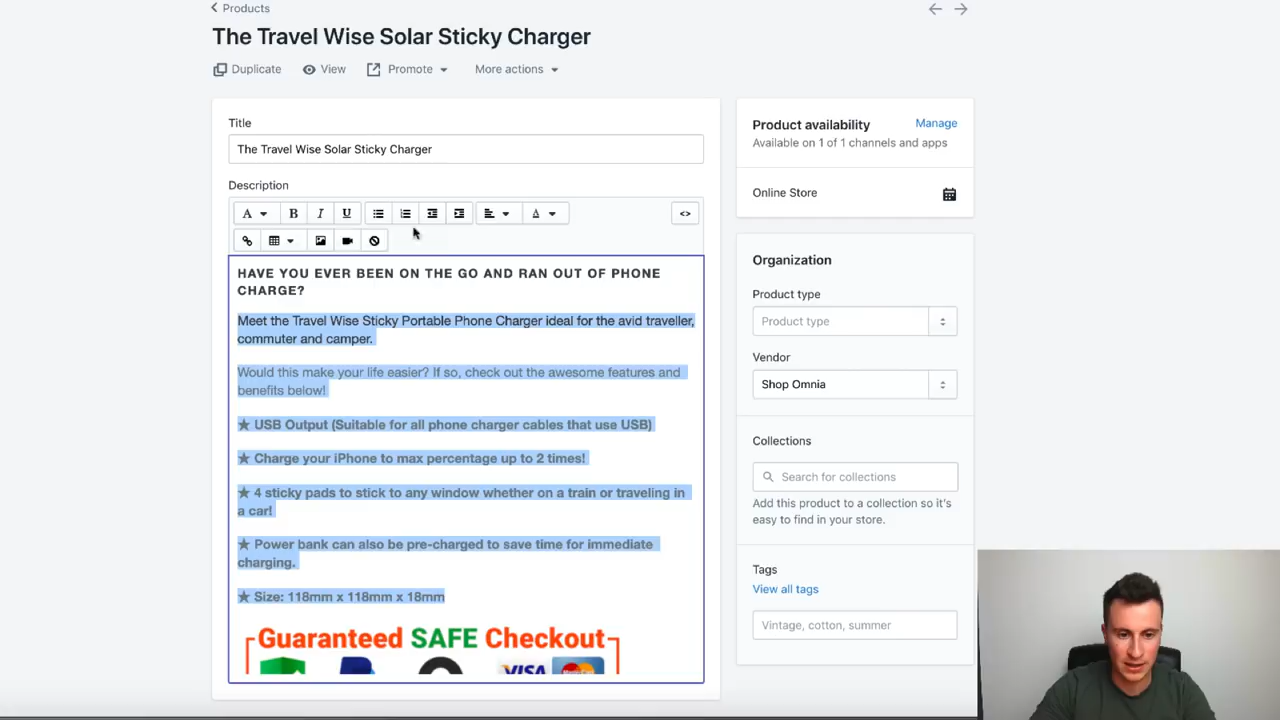 Products
The Travel Wise Solar Sticky Charger
Duplicate View Promote More actions
Title
The Travel Wise Solar Sticky Charger
Description
A B I U A <>
HAVE YOU EVER BEEN ON THE GO AND RAN OUT OF PHONE
CHARGE?
Meet the Travel Wise Sticky Portable Phone Charger ideal for the avid traveller,
commuter and camper.
Would this make your life easier? If so, check out the awesome features and
benefits below!
★ USB Output (Suitable for all phone charger cables that use USB)
★ Charge your iPhone to max percentage up to 2 times!
★ 4 sticky pads to stick to any window whether on a train or traveling in
a car!
★ Power bank can also be pre-charged to save time for immediate
charging.
★ Size: 118mm x 118mm x 18mm
Guaranteed SAFE Checkout
VISA
Product availability Manage
Available on 1 of 1 channels and apps
Online Store
Organization
Product type
Product type
Vendor
Shop Omnia
Collections
Search for collections
Add this product to a collection so it's
easy to find in your store.
Tags
View all tags
Vintage, cotton, summer